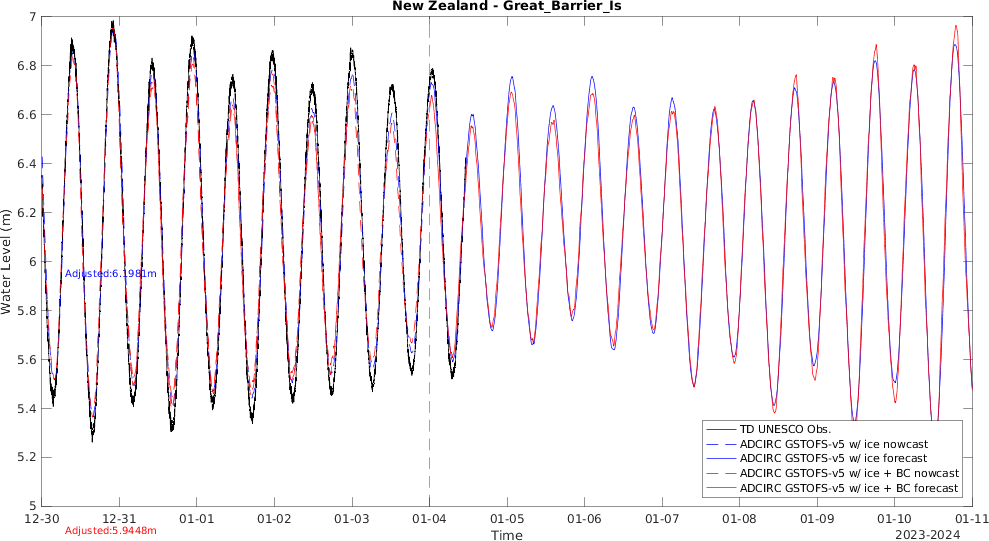 New Zealand - Great_Barrier_Is
7
6.8
6.6
6.4
6.2
6
5.8
5.6
5.4
5.2
5
Water Level (m)
Adjusted:6.1981m
Adjusted:5.9448m
TD UNESCO Obs.
ADCIRC GSTOFS-v5 w/ ice nowcast
ADCIRC GSTOFS-v5 w/ ice forecast
ADCIRC GSTOFS-v5 w/ ice + BC nowcast
ADCIRC GSTOFS-v5 w/ ice + BC forecast
12-30 12-31 01-01 01-02 01-03 01-04 01-05 01-06 01-07 01-08 01-09 01-10 01-11
Time
2023-2024